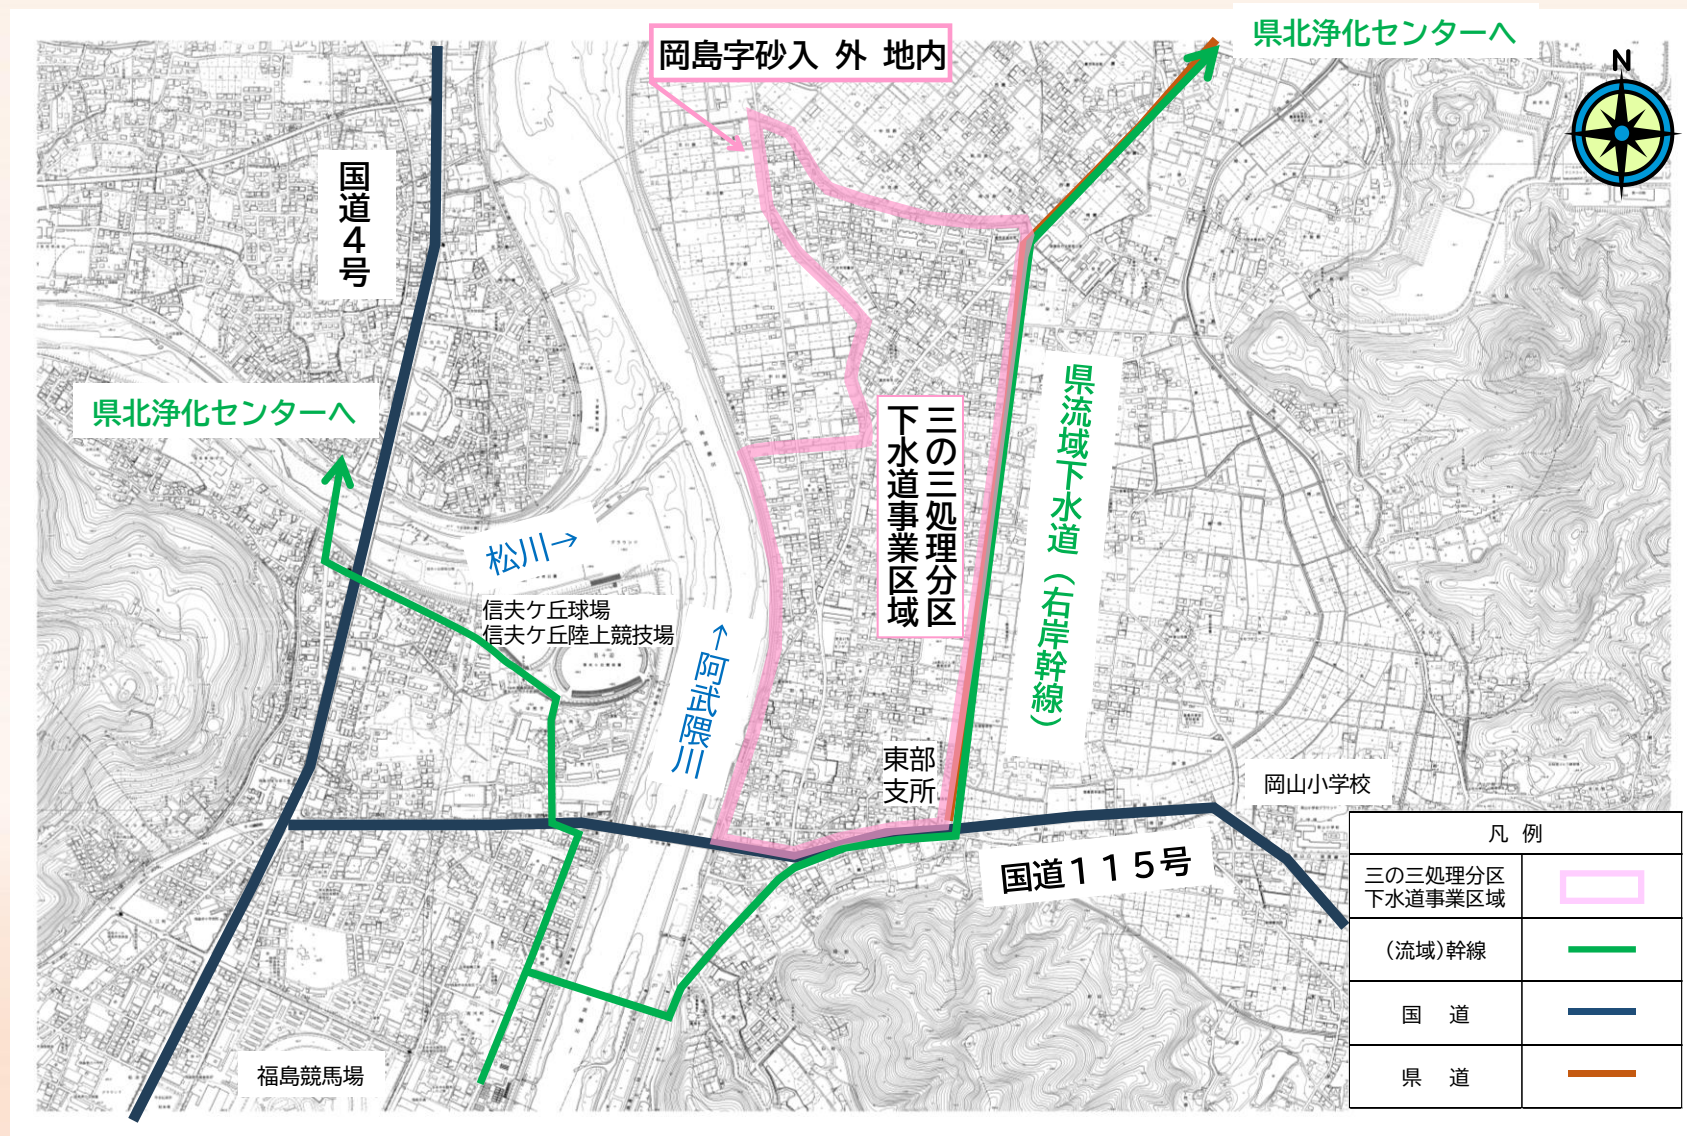 岡島字砂入 外 地内
県北浄化センターへ
N
国道4号
県北浄化センターへ
三の三処理分区
下水道事業区域
県流域下水道（右岸幹線）
松川→
信夫ケ丘球場
信夫ケ丘陸上競技場
←阿武隈川
東部
支所
岡山小学校
国道115号
福島競馬場
凡 例
三の三処理分区
下水道事業区域
(流域)幹線
国 道
県 道